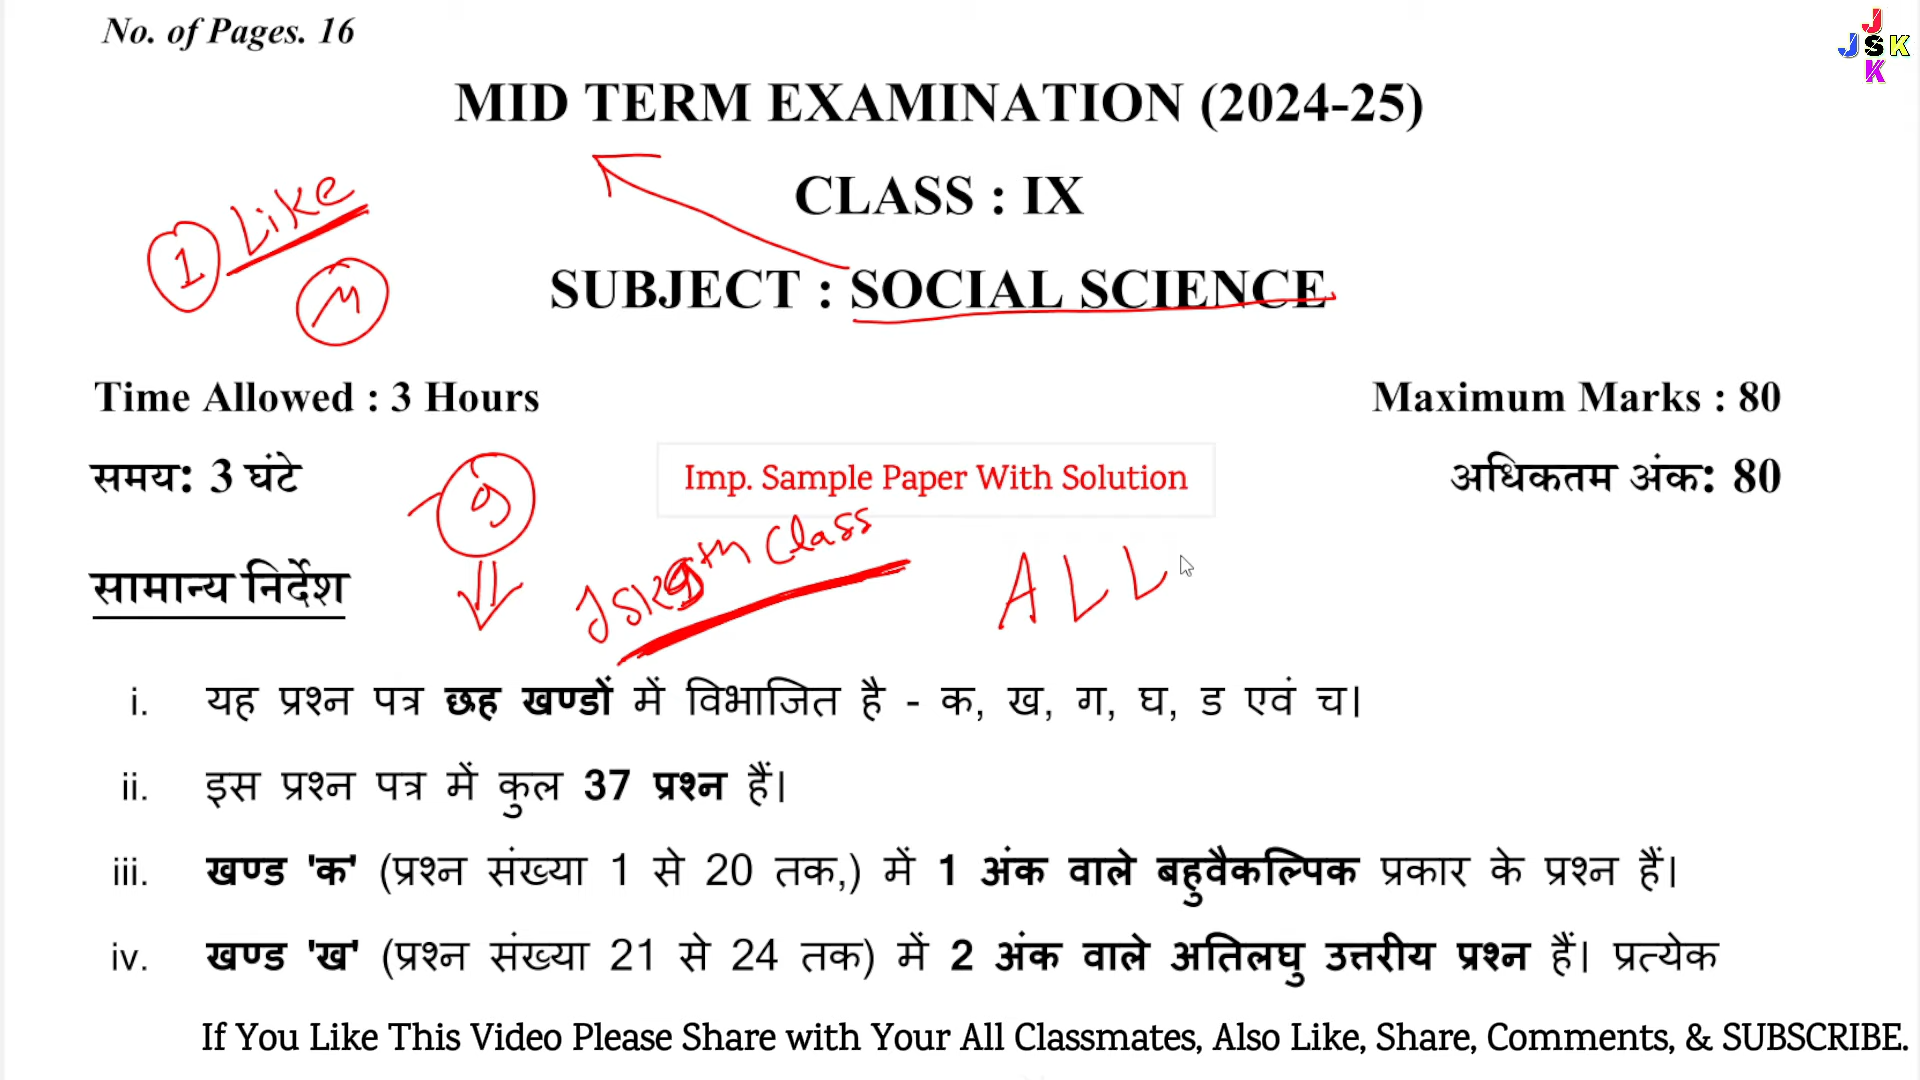 No. of Pages. 16
MID TERM EXAMINATION (2024-25)
CLASS : IX
SUBJECT : SOCIAL SCIENCE
1 Like
Time Allowed : 3 Hours
Maximum Marks : 80
समय: 3 घंटे
Imp. Sample Paper With Solution
अधिकतम अंक: 80
9
JSK 9th Class
ALL
सामान्य निर्देश
i. यह प्रश्न पत्र छह खण्डों में विभाजित है - क, ख, ग, घ, ड एवं च।
ii. इस प्रश्न पत्र में कुल 37 प्रश्न हैं।
iii. खण्ड 'क' (प्रश्न संख्या 1 से 20 तक,) में 1 अंक वाले बहुवैकल्पिक प्रकार के प्रश्न हैं।
iv. खण्ड 'ख' (प्रश्न संख्या 21 से 24 तक) में 2 अंक वाले अतिलघु उत्तरीय प्रश्न हैं। प्रत्येक
If You Like This Video Please Share with Your All Classmates, Also Like, Share, Comments, & SUBSCRIBE.
J
JSK
K